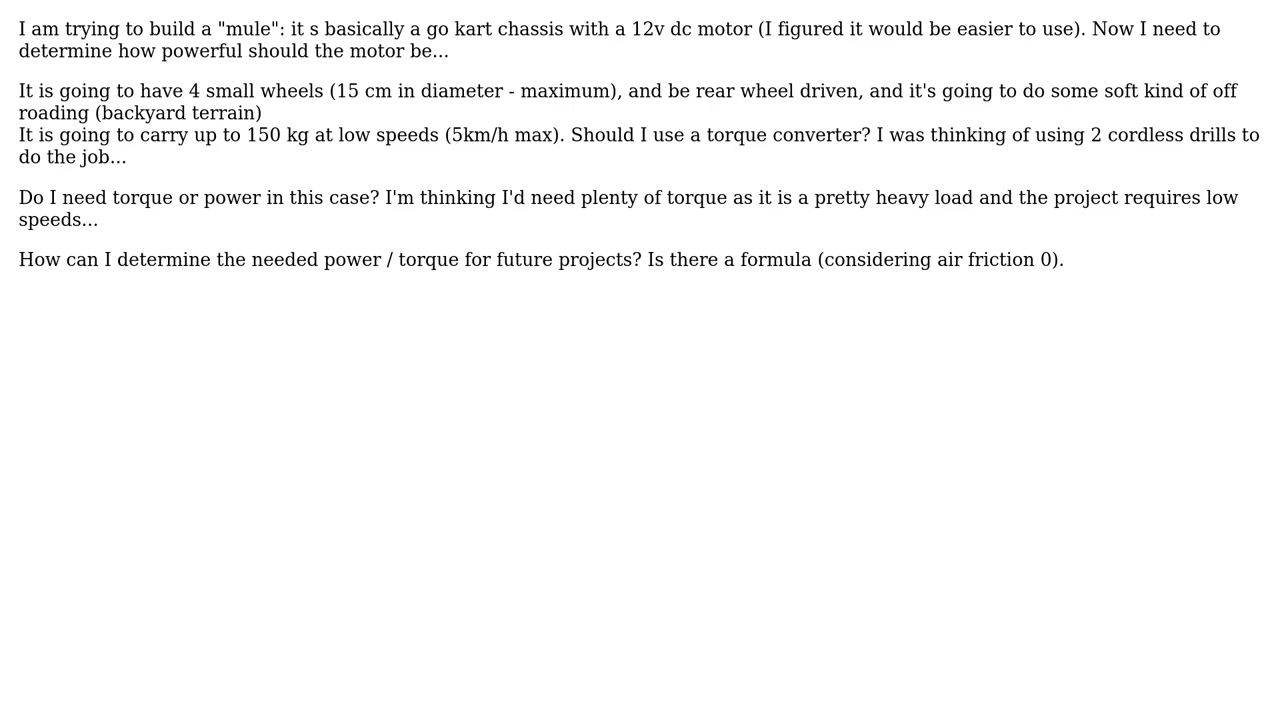 I am trying to build a "mule": it s basically a go kart chassis with a 12v dc motor (I figured it would be easier to use). Now I need to
determine how powerful should the motor be...
It is going to have 4 small wheels (15 cm in diameter - maximum), and be rear wheel driven, and it's going to do some soft kind of off
roading (backyard terrain)
It is going to carry up to 150 kg at low speeds (5km/h max). Should I use a torque converter? I was thinking of using 2 cordless drills to
do the job...
Do I need torque or power in this case? I'm thinking I'd need plenty of torque as it is a pretty heavy load and the project requires low
speeds...
How can I determine the needed power / torque for future projects? Is there a formula (considering air friction 0).